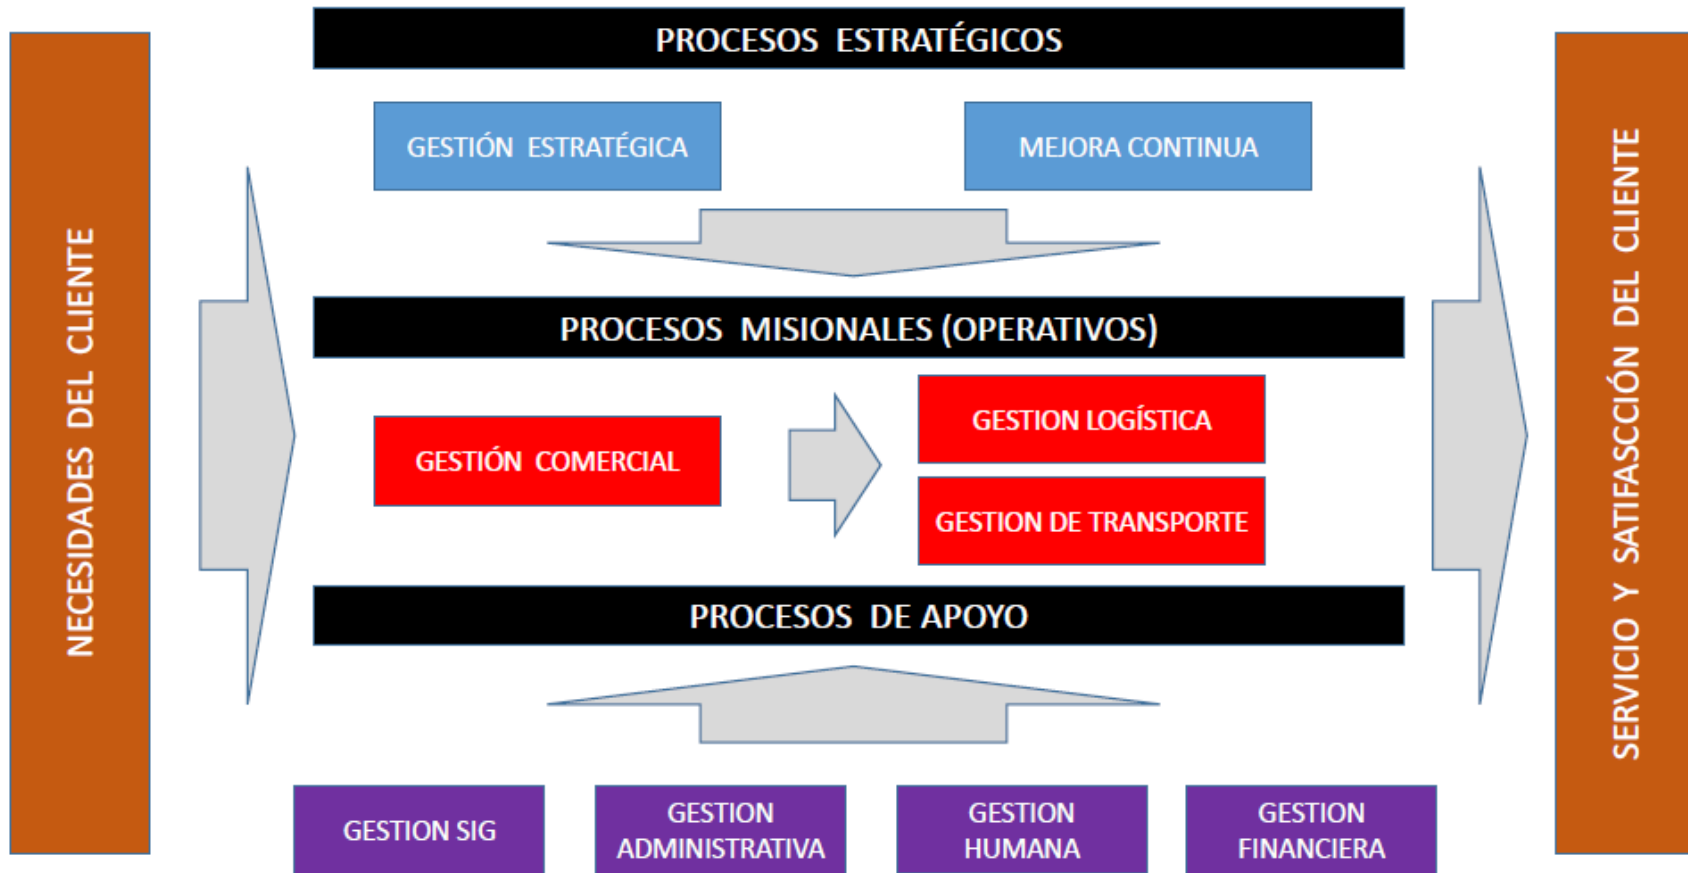 NECESIDADES DEL CLIENTE
PROCESOS ESTRATÉGICOS
GESTIÓN ESTRATÉGICA
MEJORA CONTINUA
PROCESOS MISIONALES (OPERATIVOS)
GESTIÓN COMERCIAL
GESTION LOGÍSTICA
GESTION DE TRANSPORTE
PROCESOS DE APOYO
GESTION SIG
GESTION
ADMINISTRATIVA
GESTION
HUMANA
GESTION
FINANCIERA
SERVICIO Y SATIFASCCIÓN DEL CLIENTE